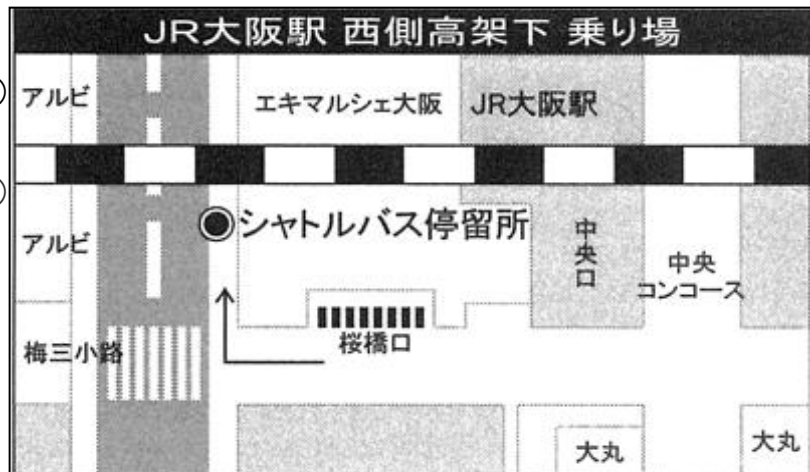 JR大阪駅 西側高架下 乗り場
アルビ
エキマルシェ大阪
JR大阪駅
アルビ
シャトルバス停留所
中央口
中央
コンコース
梅三小路
桜橋口
大丸
大丸